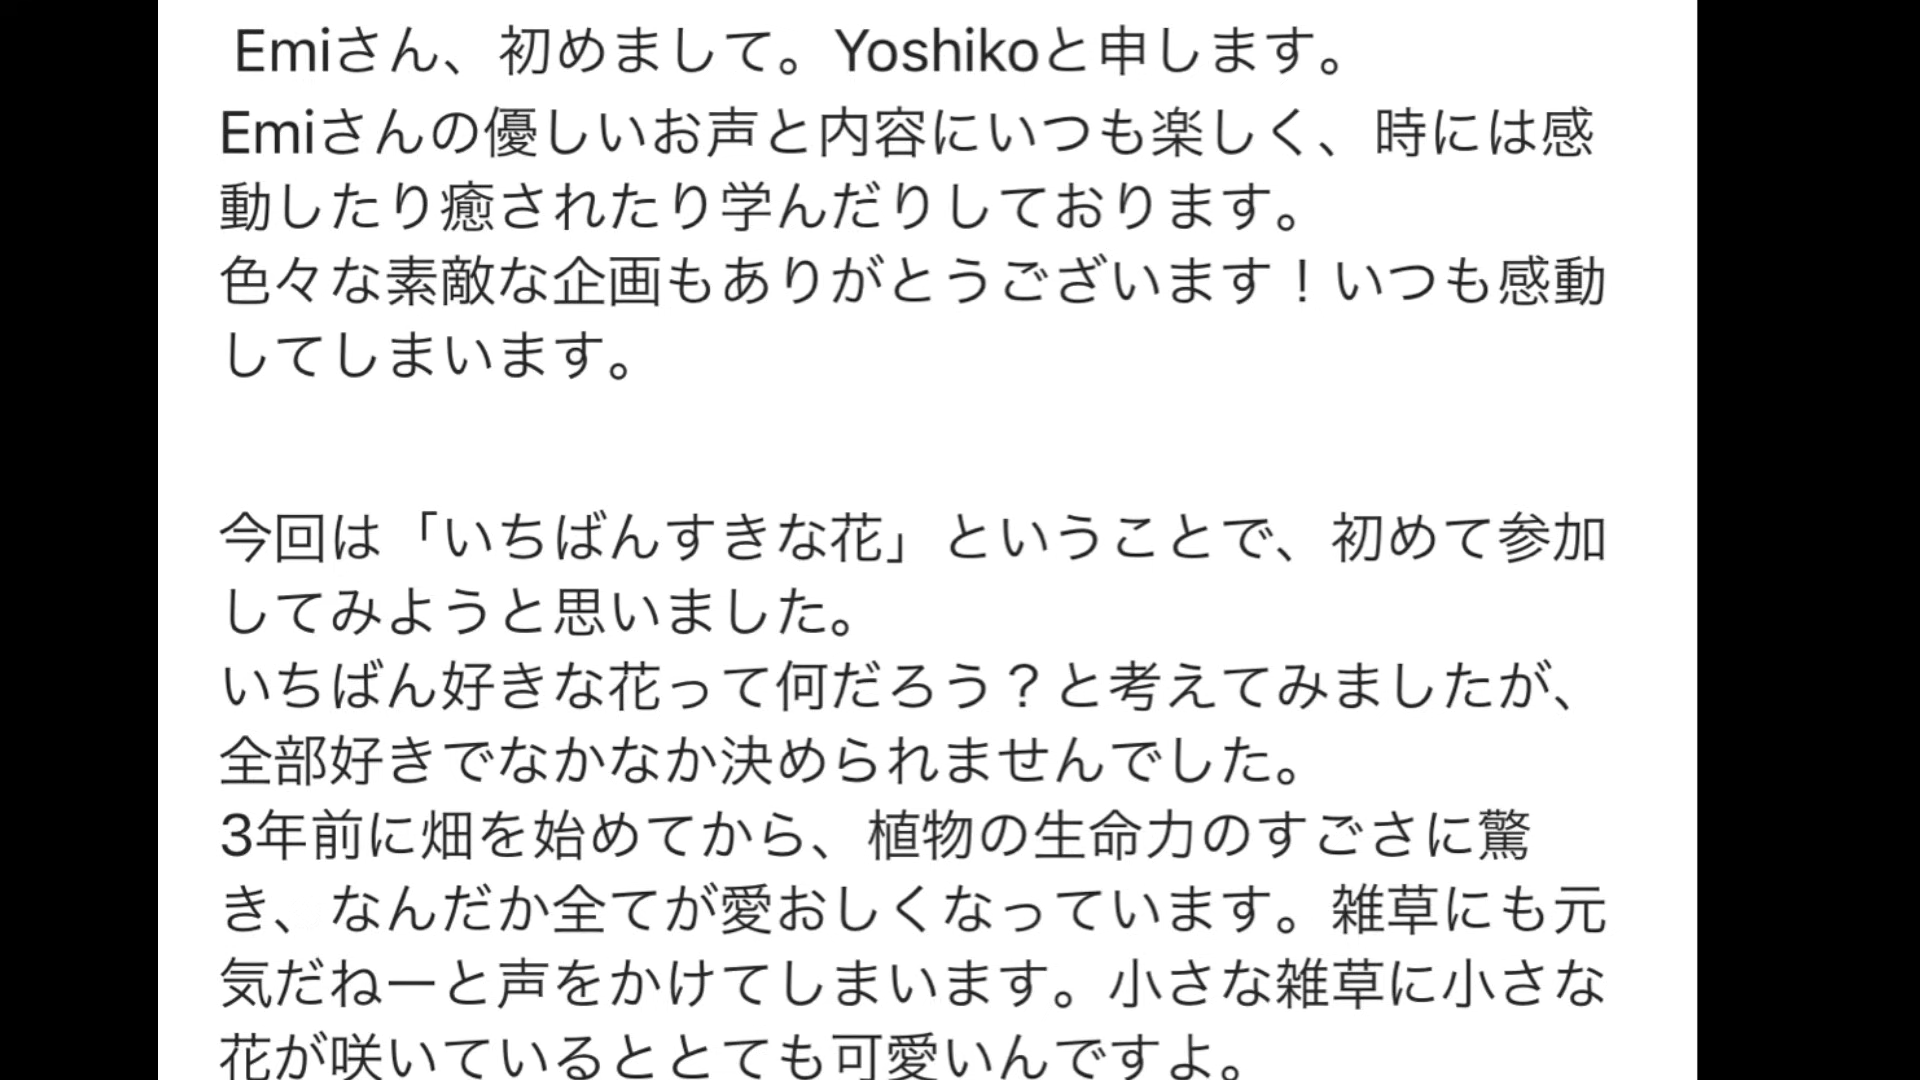 Emiさん、初めまして。Yoshikoと申します。
Emiさんの優しいお声と内容にいつも楽しく、時には感
動したり癒されたり学んだりしております。
色々な素敵な企画もありがとうございます！いつも感動
してしまいます。
今回は「いちばんすきな花」ということで、初めて参加
してみようと思いました。
いちばん好きな花って何だろう？と考えてみましたが、
全部好きでなかなか決められませんでした。
3年前に畑を始めてから、植物の生命力のすごさに驚
き、なんだか全てが愛おしくなっています。雑草にも元
気だねーと声をかけてしまいます。小さな雑草に小さな
花が咲いているととても可愛いんですよ。